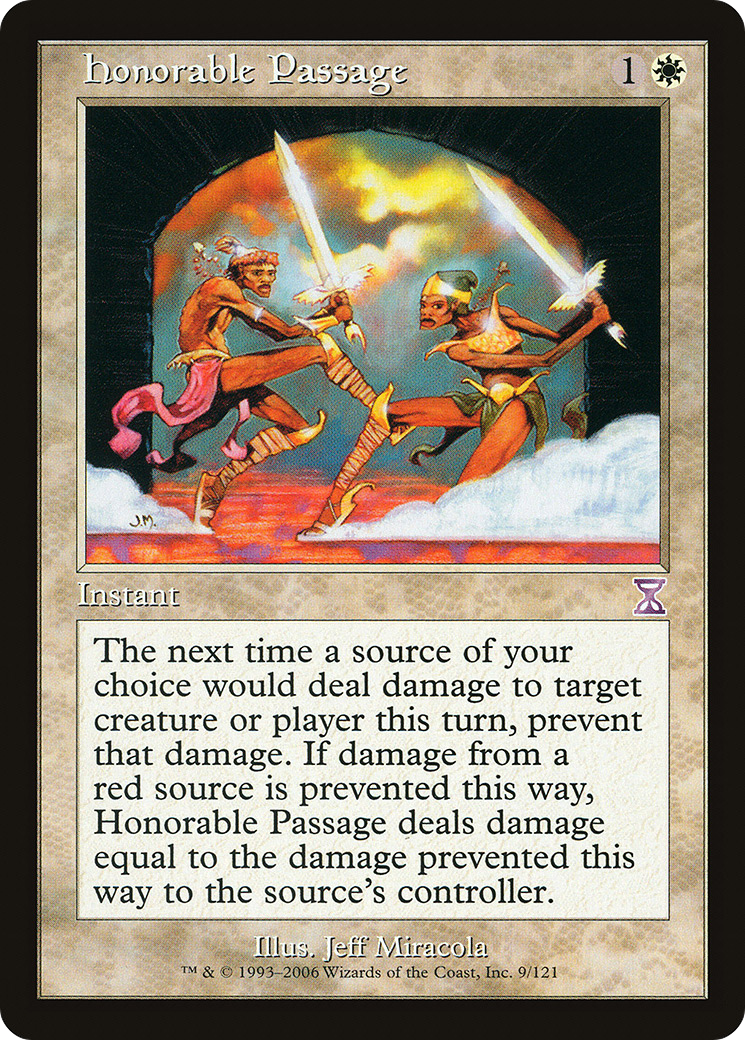 Honorable Passage 1
J.M.
Instant
The next time a source of your
choice would deal damage to target
creature or player this turn, prevent
that damage. If damage from a
red source is prevented this way,
Honorable Passage deals damage
equal to the damage prevented this
way to the source's controller.
Illus. Jeff Miracola
™ & © 1993–2006 Wizards of the Coast, Inc. 9/121